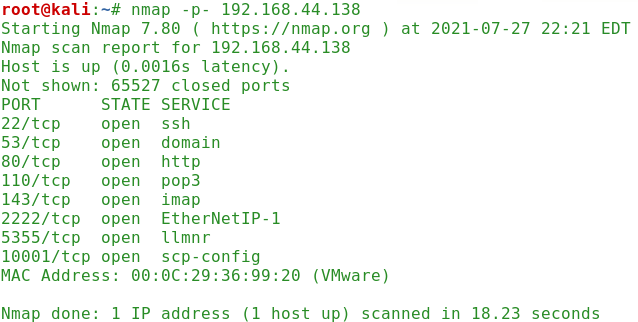 root@kali:~# nmap -p- 192.168.44.138
Starting Nmap 7.80 ( https://nmap.org ) at 2021-07-27 22:21 EDT
Nmap scan report for 192.168.44.138
Host is up (0.0016s latency).
Not shown: 65527 closed ports
PORT      STATE SERVICE
22/tcp    open  ssh
53/tcp    open  domain
80/tcp    open  http
110/tcp   open  pop3
143/tcp   open  imap
2222/tcp  open  EtherNetIP-1
5355/tcp  open  llmnr
10001/tcp open  scp-config
MAC Address: 00:0C:29:36:99:20 (VMware)
Nmap done: 1 IP address (1 host up) scanned in 18.23 seconds